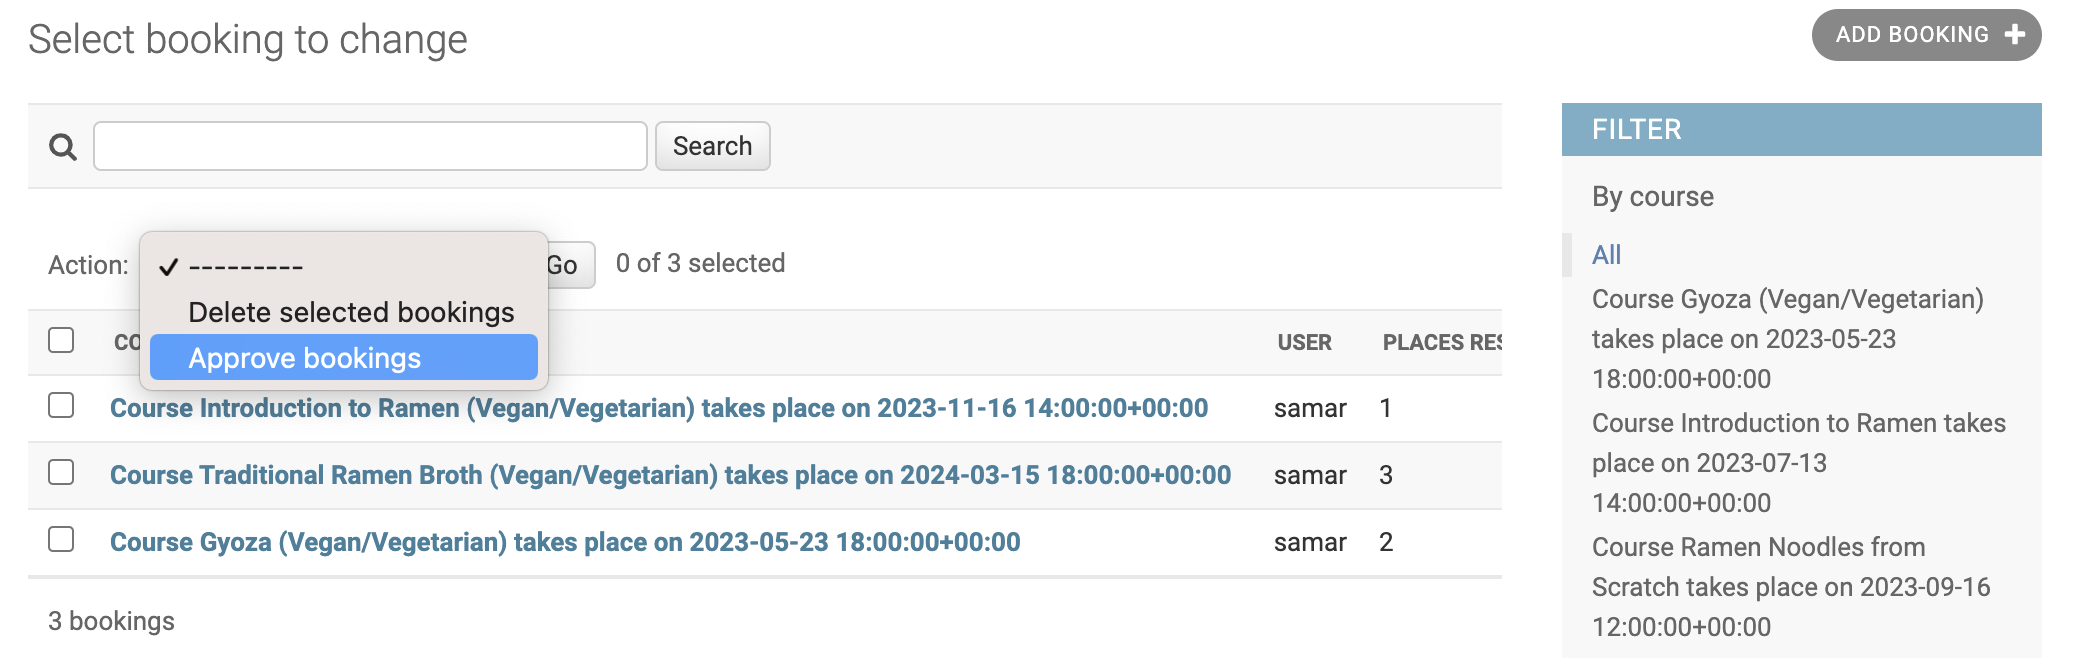 Select booking to change
ADD BOOKING +
Search
FILTER
By course
Action:
✓ ---------
Go
0 of 3 selected
Delete selected bookings
Approve bookings
USER
PLACES
Course Introduction to Ramen (Vegan/Vegetarian) takes place on 2023-11-16 14:00:00+00:00 samar 1
Course Traditional Ramen Broth (Vegan/Vegetarian) takes place on 2024-03-15 18:00:00+00:00 samar 3
Course Gyoza (Vegan/Vegetarian) takes place on 2023-05-23 18:00:00+00:00 samar 2
3 bookings
All
Course Gyoza (Vegan/Vegetarian)
takes place on 2023-05-23
18:00:00+00:00
Course Introduction to Ramen takes
place on 2023-07-13
14:00:00+00:00
Course Ramen Noodles from
Scratch takes place on 2023-09-16
12:00:00+00:00